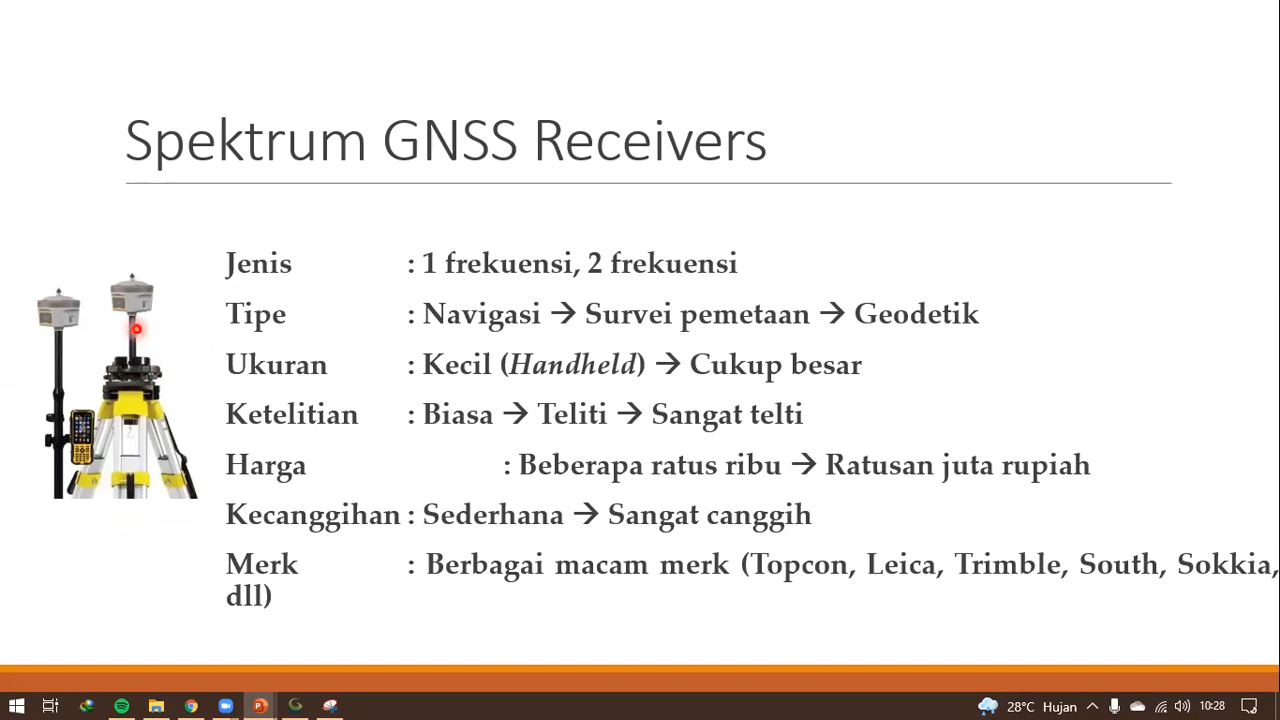 Spektrum GNSS Receivers
Jenis : 1 frekuensi, 2 frekuensi
Tipe : Navigasi → Survei pemetaan → Geodetik
Ukuran : Kecil (Handheld) → Cukup besar
Ketelitian : Biasa → Teliti → Sangat telti
Harga : Beberapa ratus ribu → Ratusan juta rupiah
Kecanggihan : Sederhana → Sangat canggih
Merk : Berbagai macam merk (Topcon, Leica, Trimble, South, Sokkia,
dll)
28°C Hujan 10:28